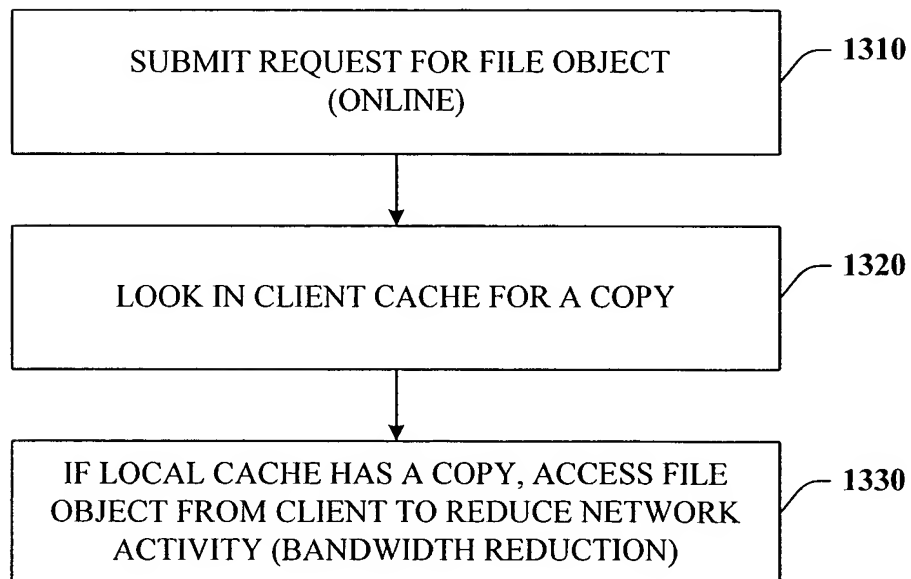 SUBMIT REQUEST FOR FILE OBJECT
(ONLINE)
1310
LOOK IN CLIENT CACHE FOR A COPY
1320
IF LOCAL CACHE HAS A COPY, ACCESS FILE
OBJECT FROM CLIENT TO REDUCE NETWORK
ACTIVITY (BANDWIDTH REDUCTION)
1330